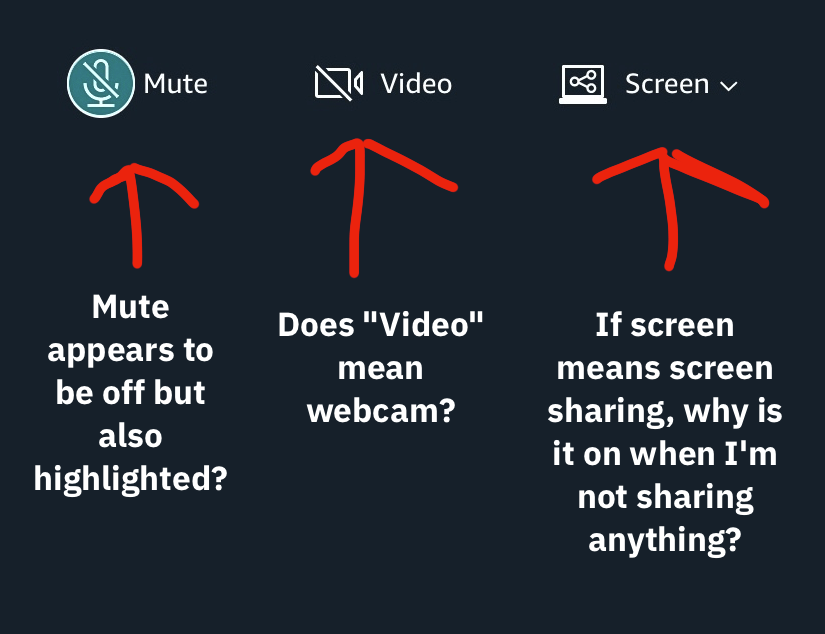 Mute
Video
Screen
Mute
appears to
be off but
also
highlighted?
Does "Video"
mean
webcam?
If screen
means screen
sharing, why is
it on when I'm
not sharing
anything?